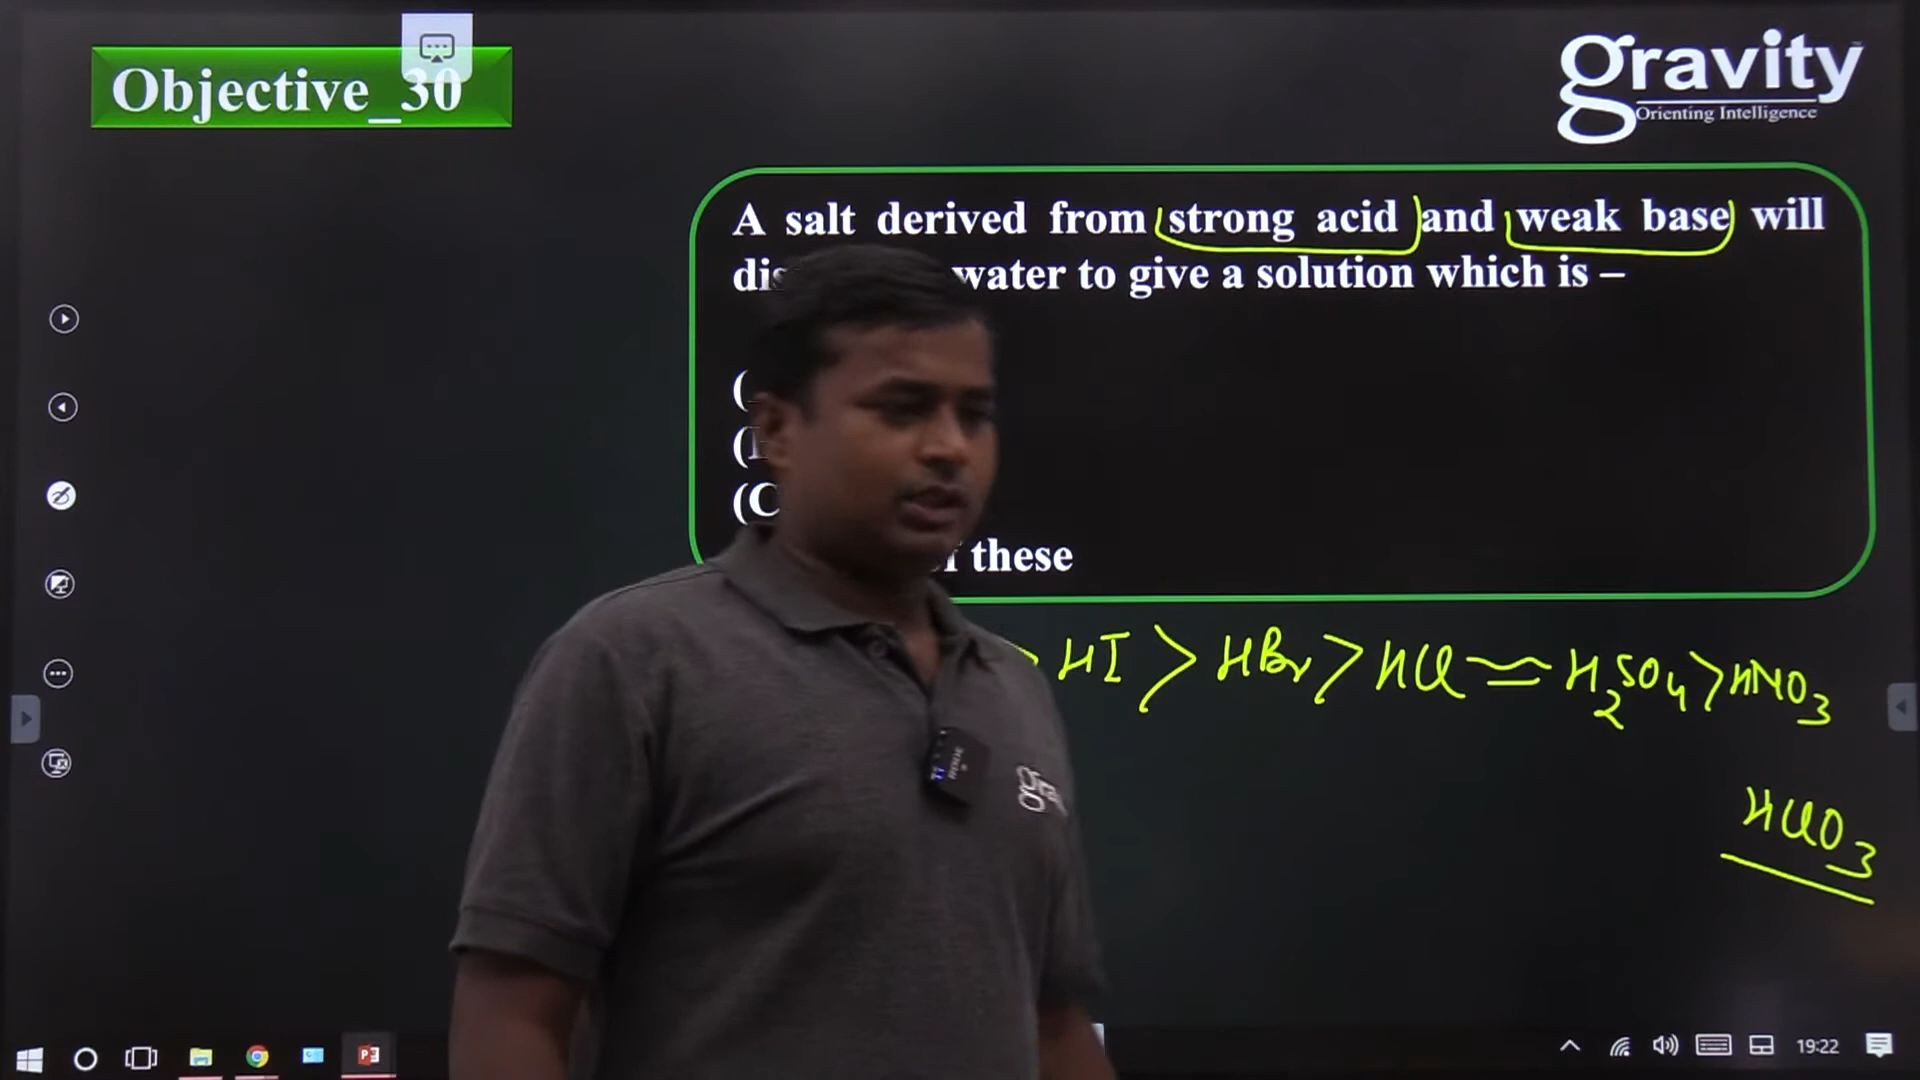 Objective_30
gravity
Orienting Intelligence
A salt derived from strong acid and weak base will
water to give a solution which is –
(C
these
> HI > HBr > HCl ≈ H2SO4 > HNO3
HClO3
RODE
19:22